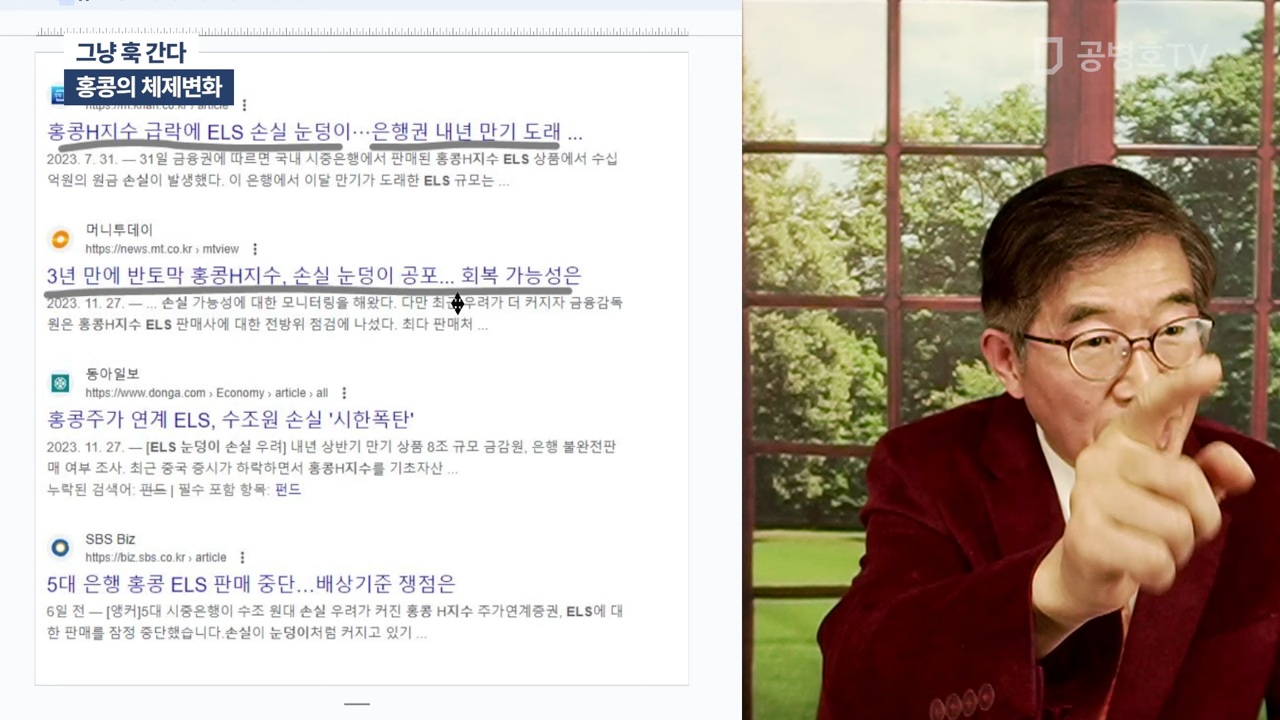 그냥 훅 간다
홍콩의 체제변화
https://m.khan.co.kr › article
홍콩H지수 급락에 ELS 손실 눈덩이…은행권 내년 만기 도래 ...
2023. 7. 31. — 31일 금융권에 따르면 국내 시중은행에서 판매된 홍콩H지수 ELS 상품에서 수십
억원의 원금 손실이 발생했다. 이 은행에서 이달 만기가 도래한 ELS 규모는 ...
머니투데이
https://news.mt.co.kr › mtview
3년 만에 반토막 홍콩H지수, 손실 눈덩이 공포... 회복 가능성은
2023. 11. 27. — ... 손실 가능성에 대한 모니터링을 해왔다. 다만 최근 우려가 더 커지자 금융감독
원은 홍콩H지수 ELS 판매사에 대한 전방위 점검에 나섰다. 최다 판매처 ...
동아일보
https://www.donga.com › Economy › article › all
홍콩주가 연계 ELS, 수조원 손실 '시한폭탄'
2023. 11. 27. — [ELS 눈덩이 손실 우려] 내년 상반기 만기 상품 8조 규모 금감원, 은행 불완전판
매 여부 조사. 최근 중국 증시가 하락하면서 홍콩H지수를 기초자산 ...
누락된 검색어: 펀드 | 필수 포함 항목: 펀드
SBS Biz
https://biz.sbs.co.kr › article
5대 은행 홍콩 ELS 판매 중단...배상기준 쟁점은
6일 전 — [앵커]5대 시중은행이 수조 원대 손실 우려가 커진 홍콩 H지수 주가연계증권, ELS에 대
한 판매를 잠정 중단했습니다.손실이 눈덩이처럼 커지고 있기 ...
공병호TV